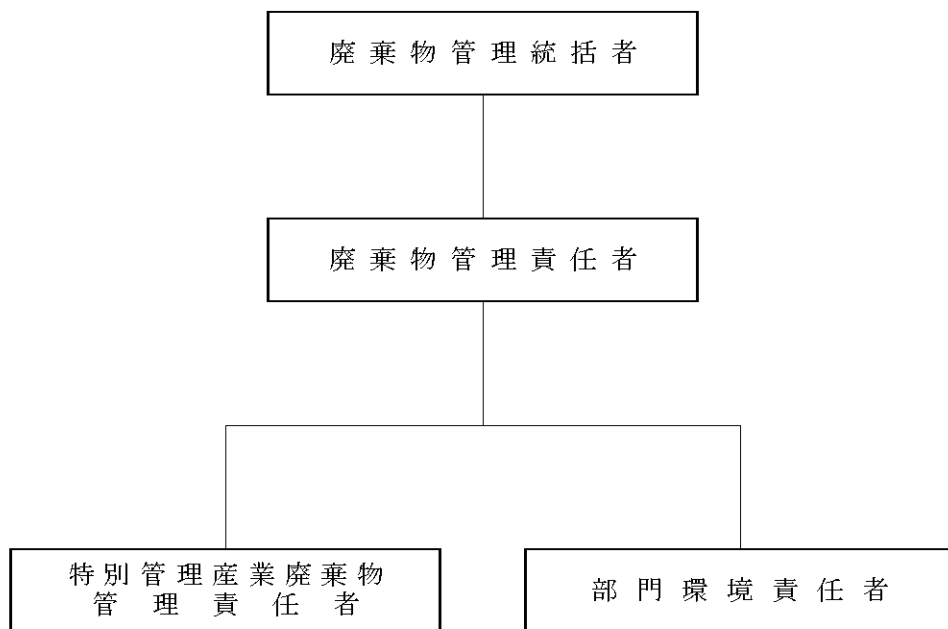 廃棄物管理統括者
廃棄物管理責任者
特別管理産業廃棄物
管理責任者
部門環境責任者